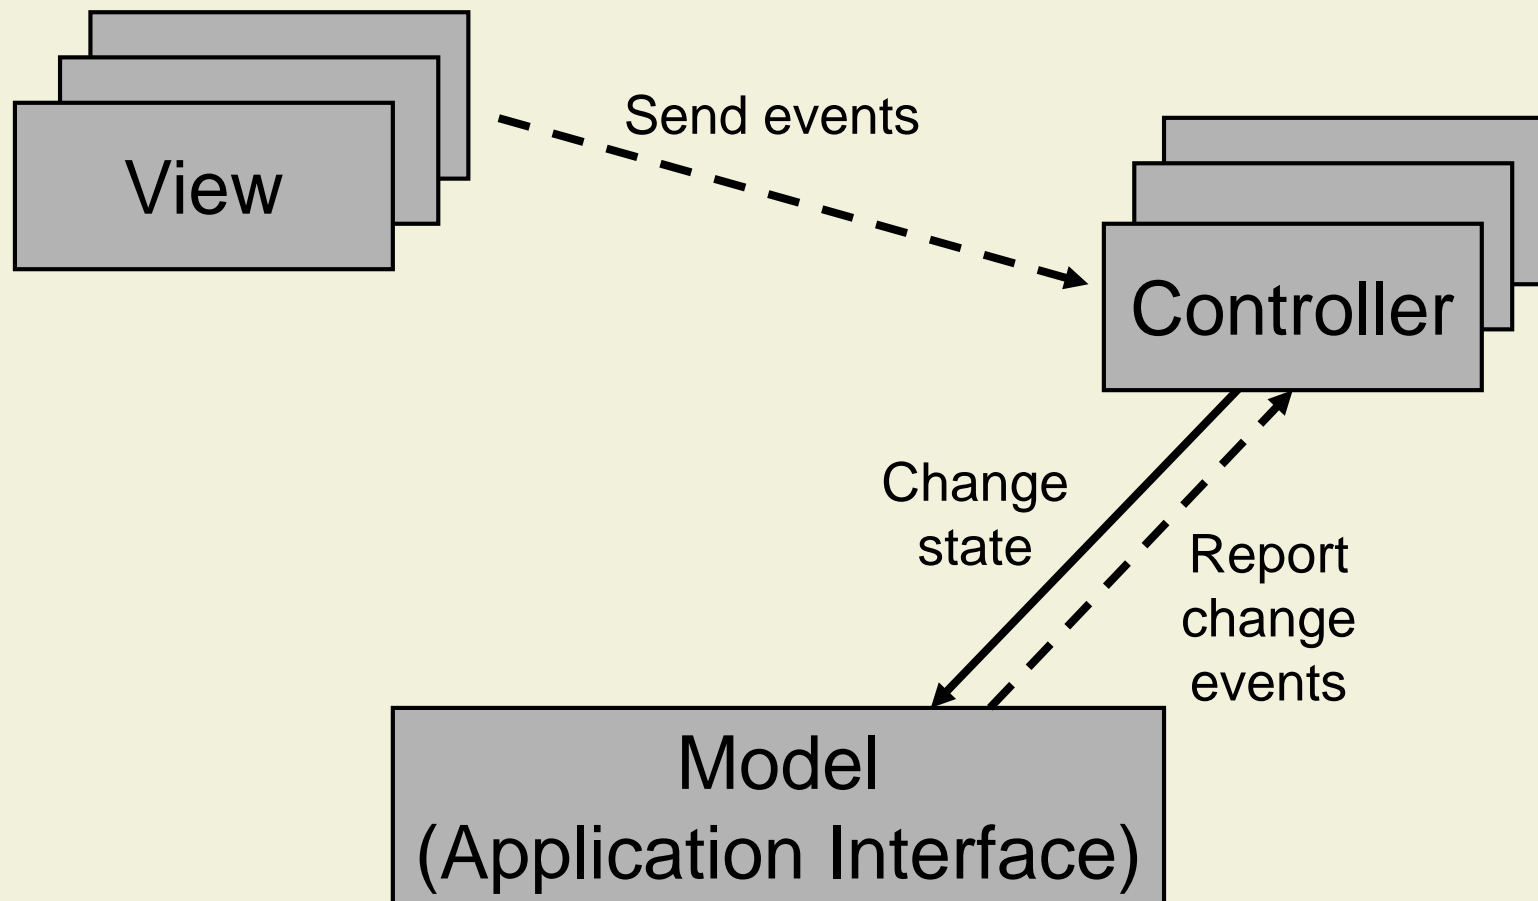 Send events
View
Controller
Change
state
Report
change
events
Model
(Application Interface)